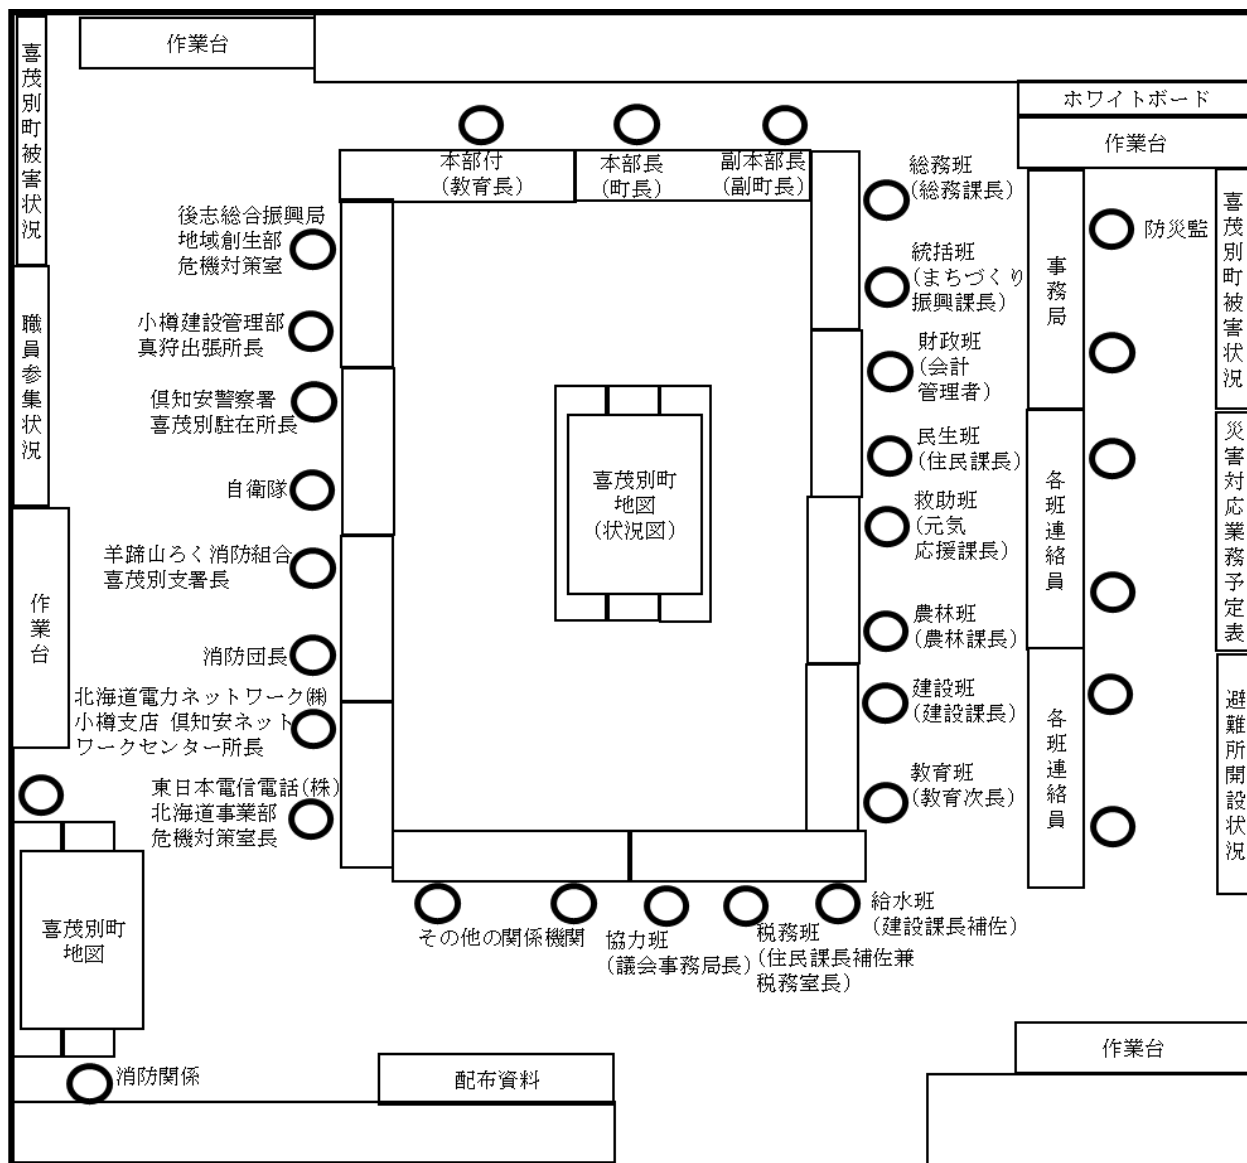 作業台
喜茂別町被害状況
ホワイトボード
作業台
本部付
(教育長)
本部長
(町長)
副本部長
(副町長)
総務班
(総務課長)
統括班
(まちづくり
振興課長)
財政班
(会計
管理者)
民生班
(住民課長)
救助班
(元気
応援課長)
農林班
(農林課長)
建設班
(建設課長)
教育班
(教育次長)
後志総合振興局
地域創生部
危機対策室
小樽建設管理部
真狩出張所長
倶知安警察署
喜茂別駐在所長
自衛隊
羊蹄山ろく消防組合
喜茂別支署長
消防団長
北海道電力ネットワーク㈱
小樽支店 倶知安ネット
ワークセンター所長
東日本電信電話(株)
北海道事業部
危機対策室長
職員参集状況
作業台
喜茂別町
地図
(状況図)
事務局
防災監
喜茂別町被害状況
各班連絡員
災害対応業務予定表
各班連絡員
避難所開設状況
その他の関係機関
協力班
(議会事務局長)
税務班
(住民課長補佐兼
税務室長)
給水班
(建設課長補佐)
喜茂別町
地図
消防関係
配布資料
作業台